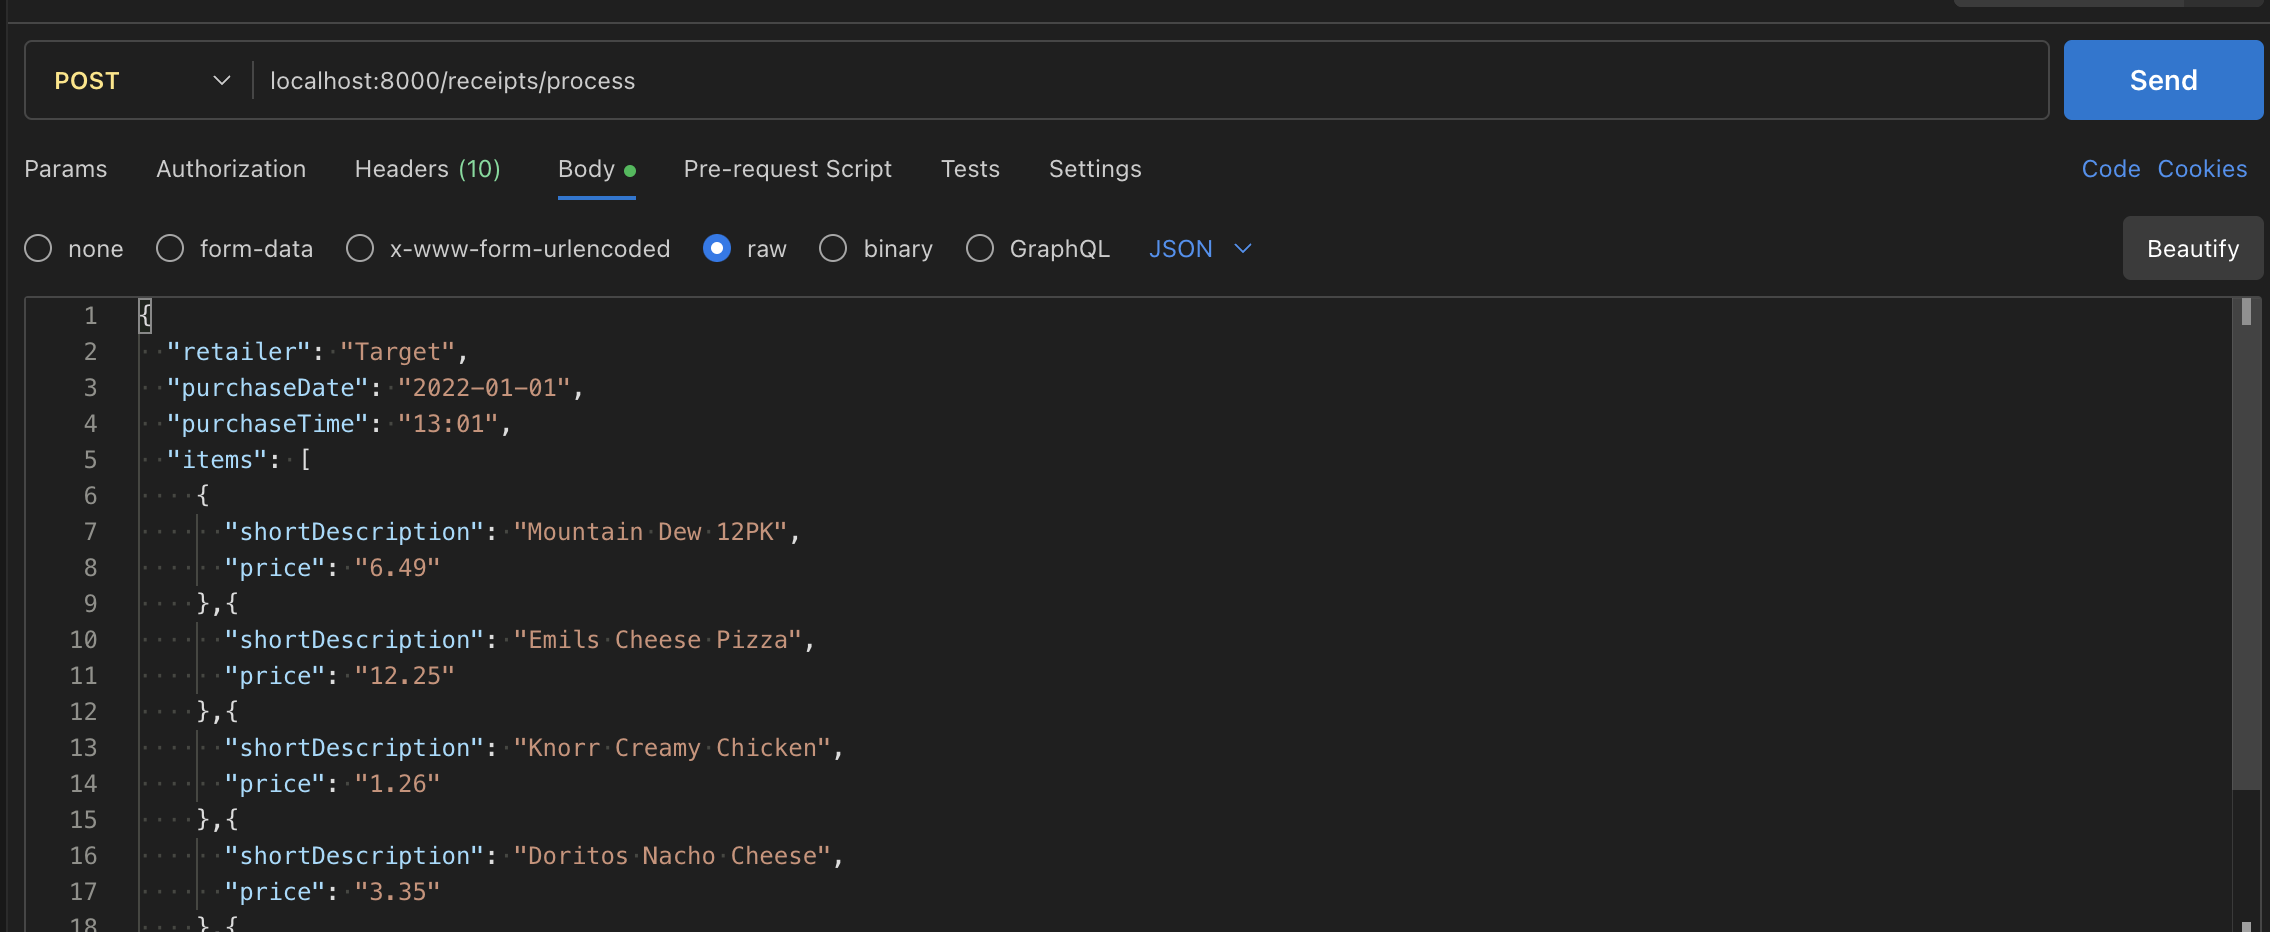 POST localhost:8000/receipts/process Send
Params Authorization Headers (10) Body Pre-request Script Tests Settings Code Cookies
none form-data x-www-form-urlencoded raw binary GraphQL JSON Beautify
1 {
2 "retailer": "Target",
3 "purchaseDate": "2022-01-01",
4 "purchaseTime": "13:01",
5 "items": [
6 {
7 "shortDescription": "Mountain Dew 12PK",
8 "price": "6.49"
9 },{
10 "shortDescription": "Emils Cheese Pizza",
11 "price": "12.25"
12 },{
13 "shortDescription": "Knorr Creamy Chicken",
14 "price": "1.26"
15 },{
16 "shortDescription": "Doritos Nacho Cheese",
17 "price": "3.35"
18 },{